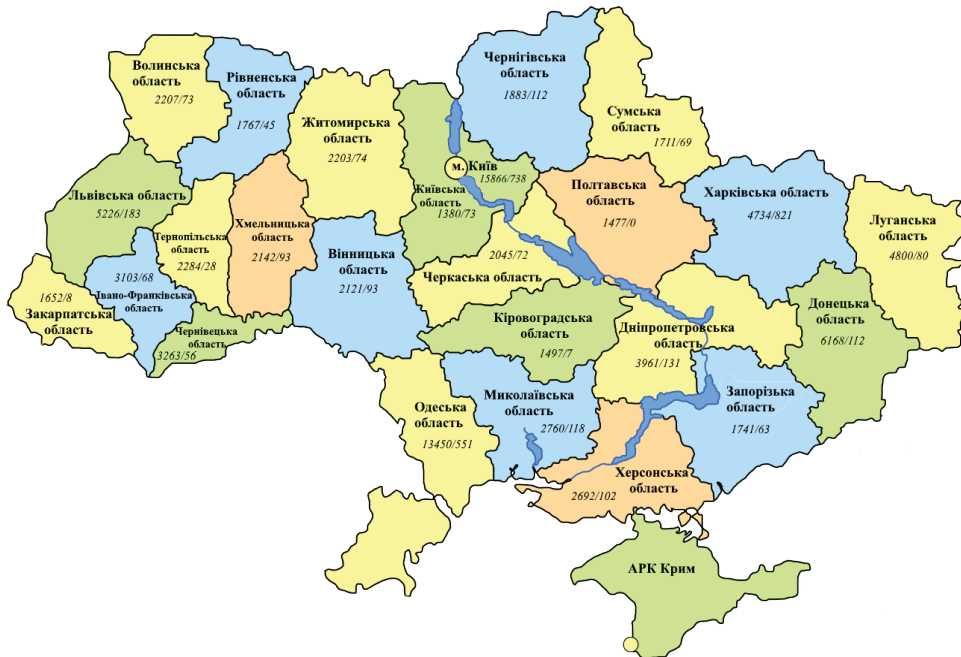 Волинська
область
2207/73
Рівненська
область
1767/45
Житомирська
область
2203/74
Чернігівська
область
1883/112
Сумська
область
1711/69
м. Київ
15866/738
Київська
область
1380/73
Львівська область
5226/183
Тернопільська
область
2284/28
Хмельницька
область
2142/93
Вінницька
область
2121/93
Полтавська
область
1477/0
Харківська область
4734/821
Луганська
область
4800/80
2045/72
Черкаська область
3103/68
Івано-Франківська
область
1652/8
Закарпатська
область
Чернівецька
область
3263/56
Кіровоградська
область
1497/7
Дніпропетровська
область
3961/131
Донецька
область
6168/112
Одеська
область
13450/551
Миколаївська
область
2760/118
Запорізька
область
1741/63
Херсонська
область
2692/102
АРК Крим